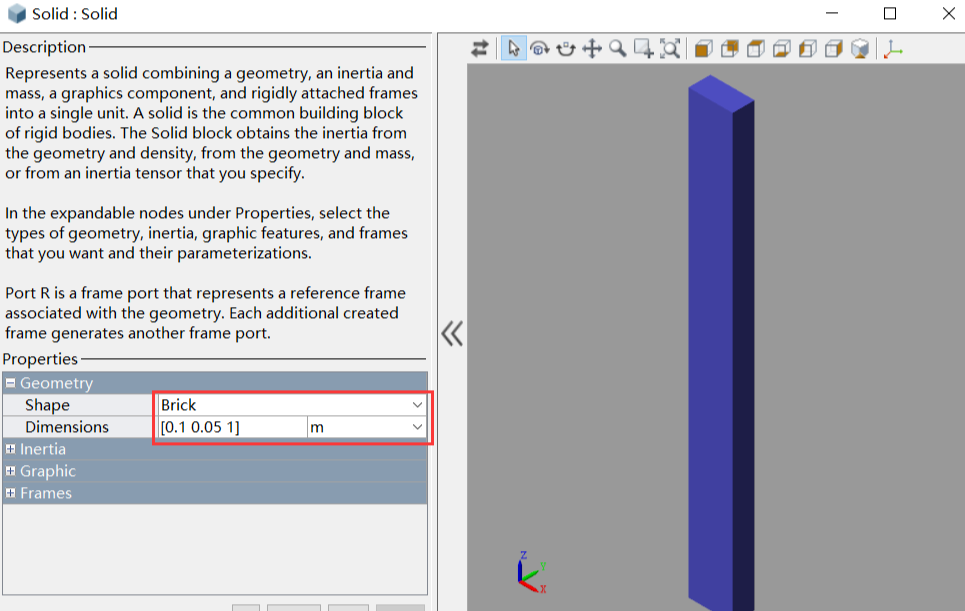 Solid : Solid
Description
Represents a solid combining a geometry, an inertia and
mass, a graphics component, and rigidly attached frames
into a single unit. A solid is the common building block
of rigid bodies. The Solid block obtains the inertia from
the geometry and density, from the geometry and mass,
or from an inertia tensor that you specify.
In the expandable nodes under Properties, select the
types of geometry, inertia, graphic features, and frames
that you want and their parameterizations.
Port R is a frame port that represents a reference frame
associated with the geometry. Each additional created
frame generates another frame port.
Properties
Geometry
Shape Brick
Dimensions [0.1 0.05 1] m
Inertia
Graphic
Frames
Z
Y
X